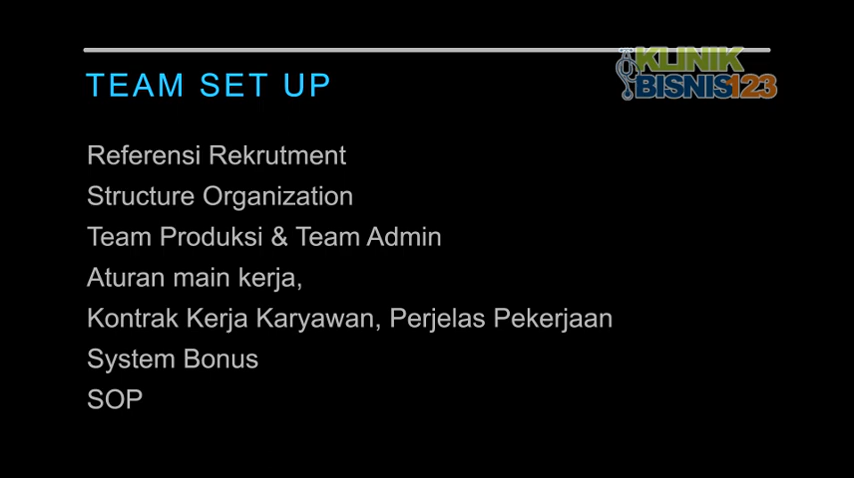 TEAM SET UP
KLINIK
BISNIS123
Referensi Rekrutment
Structure Organization
Team Produksi & Team Admin
Aturan main kerja,
Kontrak Kerja Karyawan, Perjelas Pekerjaan
System Bonus
SOP